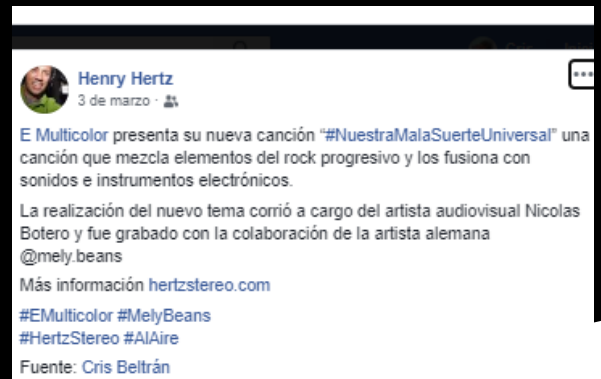 Henry Hertz
3 de marzo ·
E Multicolor presenta su nueva canción "#NuestraMalaSuerteUniversal" una
canción que mezcla elementos del rock progresivo y los fusiona con
sonidos e instrumentos electrónicos.
La realización del nuevo tema corrió a cargo del artista audiovisual Nicolas
Botero y fue grabado con la colaboración de la artista alemana
@mely.beans
Más información hertzstereo.com
#EMulticolor #MelyBeans
#HertzStereo #AlAire
Fuente: Cris Beltrán